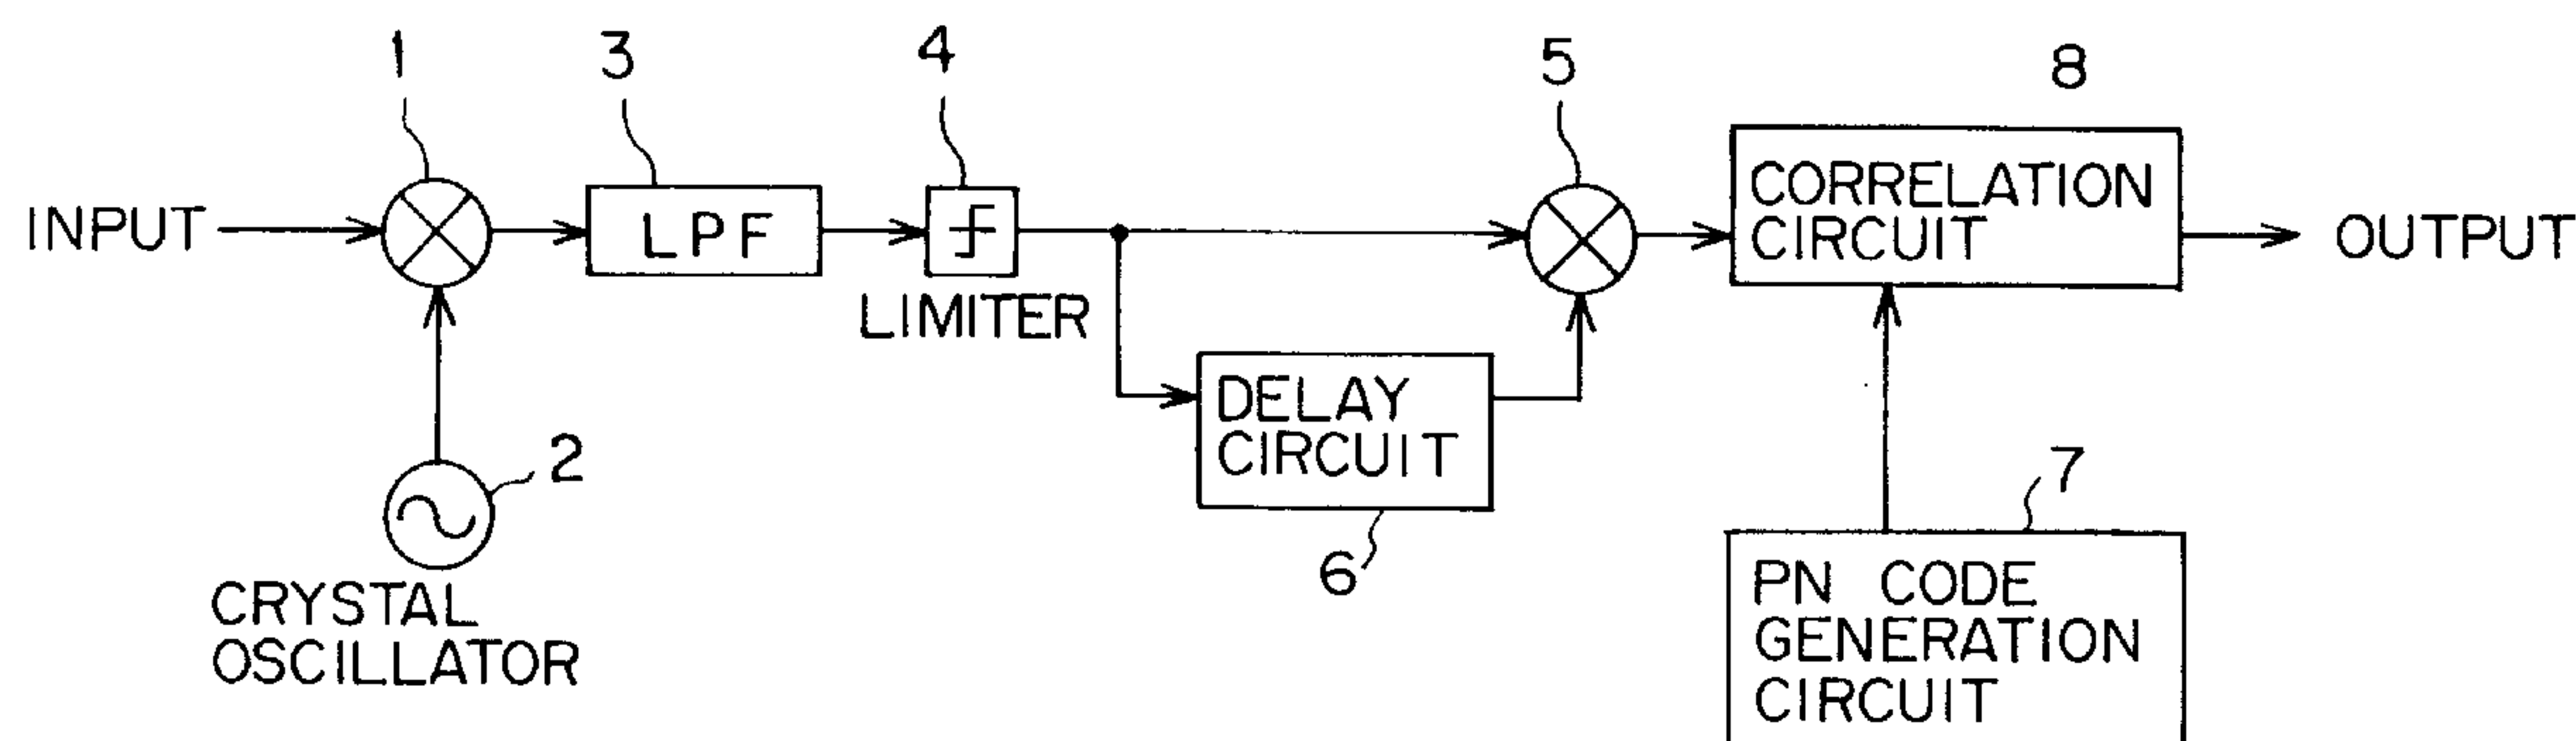 1
3
4
5
8
INPUT
LPF
CORRELATION
CIRCUIT
OUTPUT
LIMITER
DELAY
CIRCUIT
2
6
7
CRYSTAL
OSCILLATOR
PN CODE
GENERATION
CIRCUIT